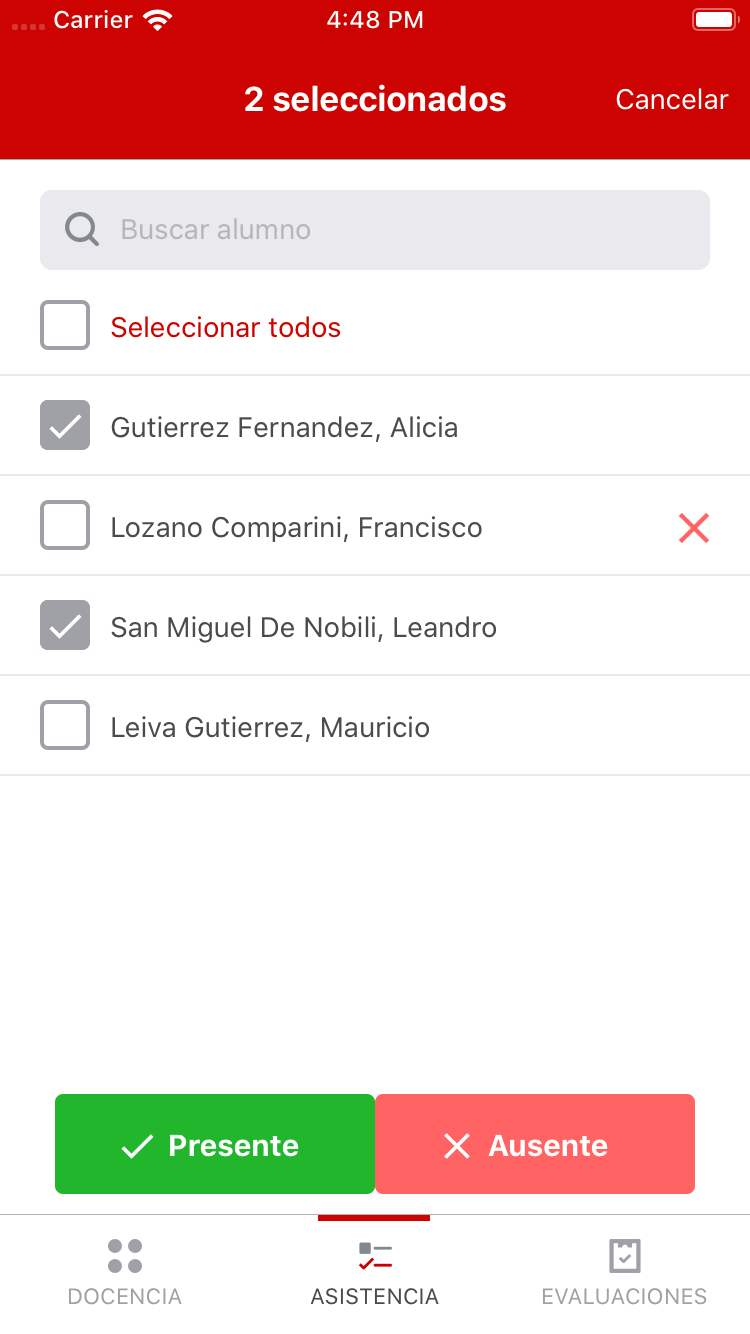 Carrier 4:48 PM
2 seleccionados Cancelar
Buscar alumno
Seleccionar todos
Gutierrez Fernandez, Alicia
Lozano Comparini, Francisco
San Miguel De Nobili, Leandro
Leiva Gutierrez, Mauricio
Presente Ausente
DOCENCIA ASISTENCIA EVALUACIONES